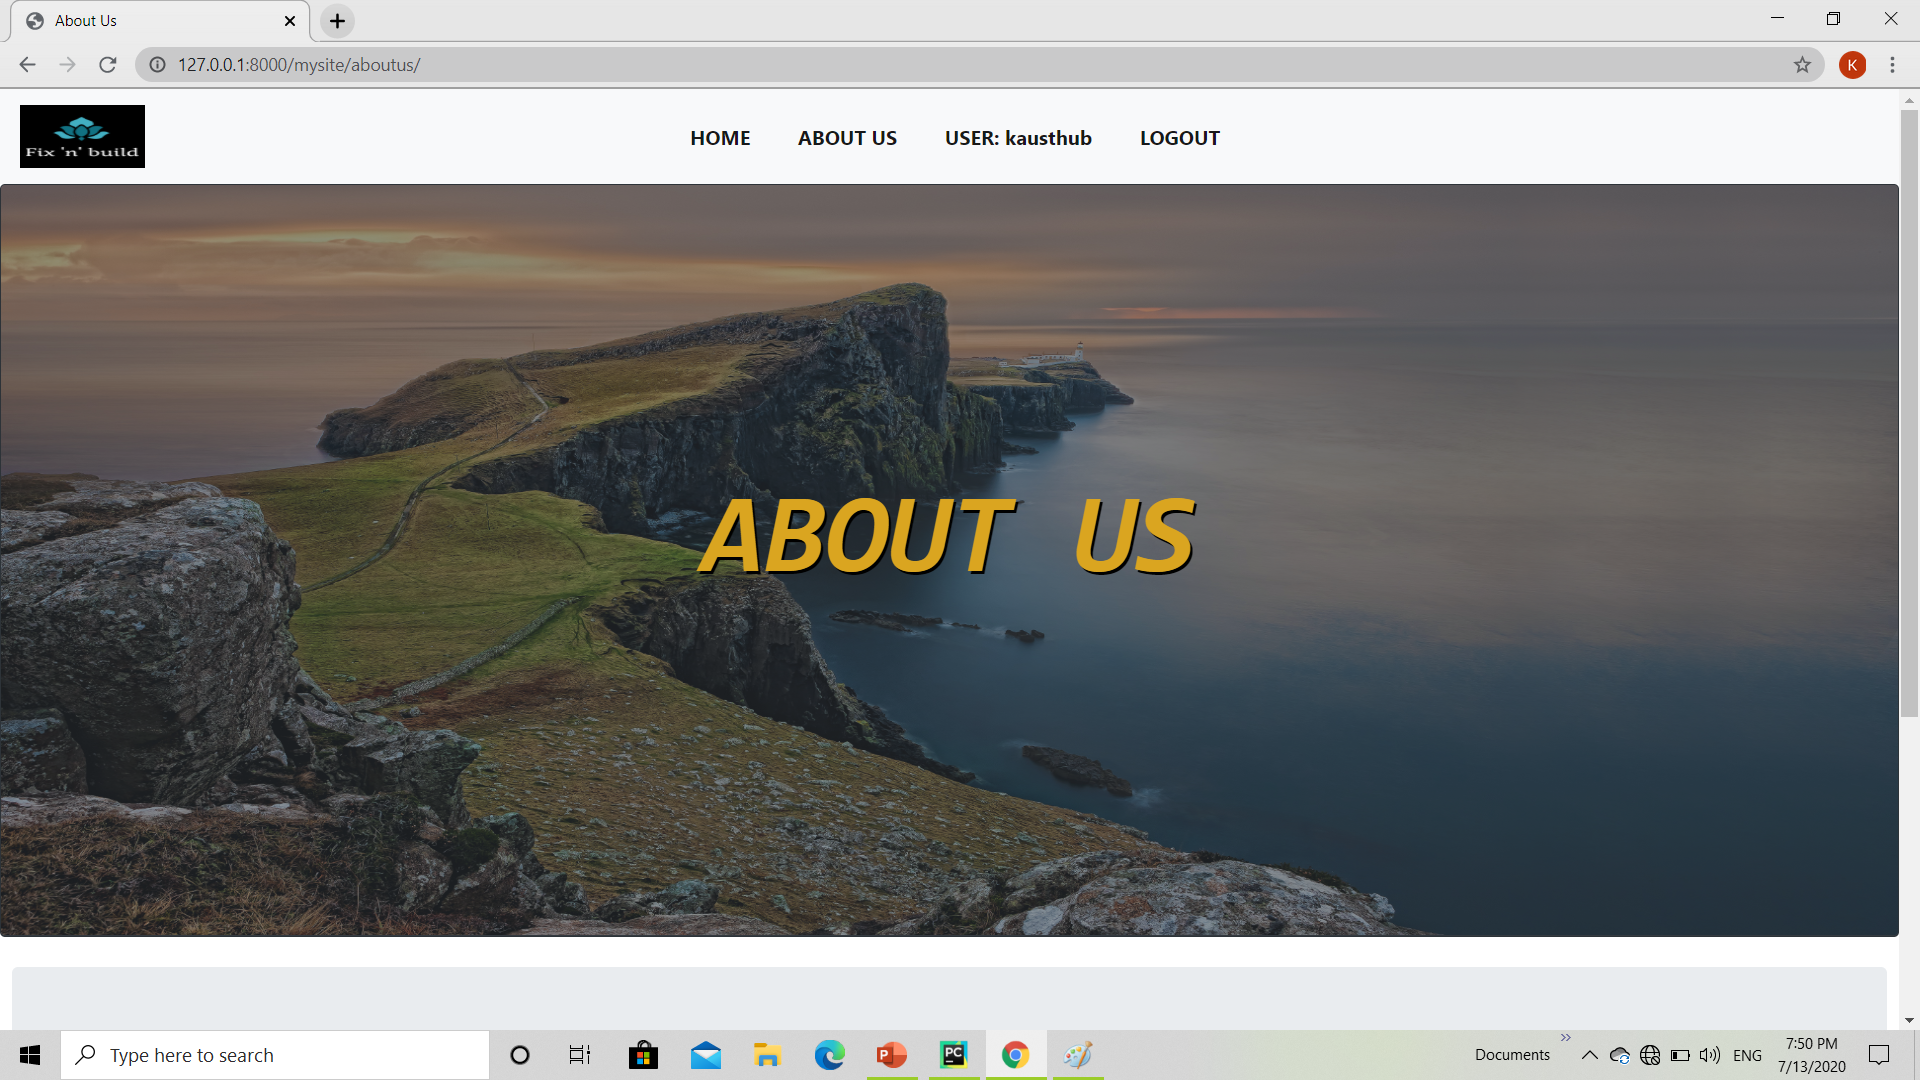 About Us
127.0.0.1:8000/mysite/aboutus/
K
Fix 'n' build
HOME
ABOUT US
USER: kausthub
LOGOUT
ABOUT US
Type here to search
PC
Documents
ENG
7:50 PM
7/13/2020